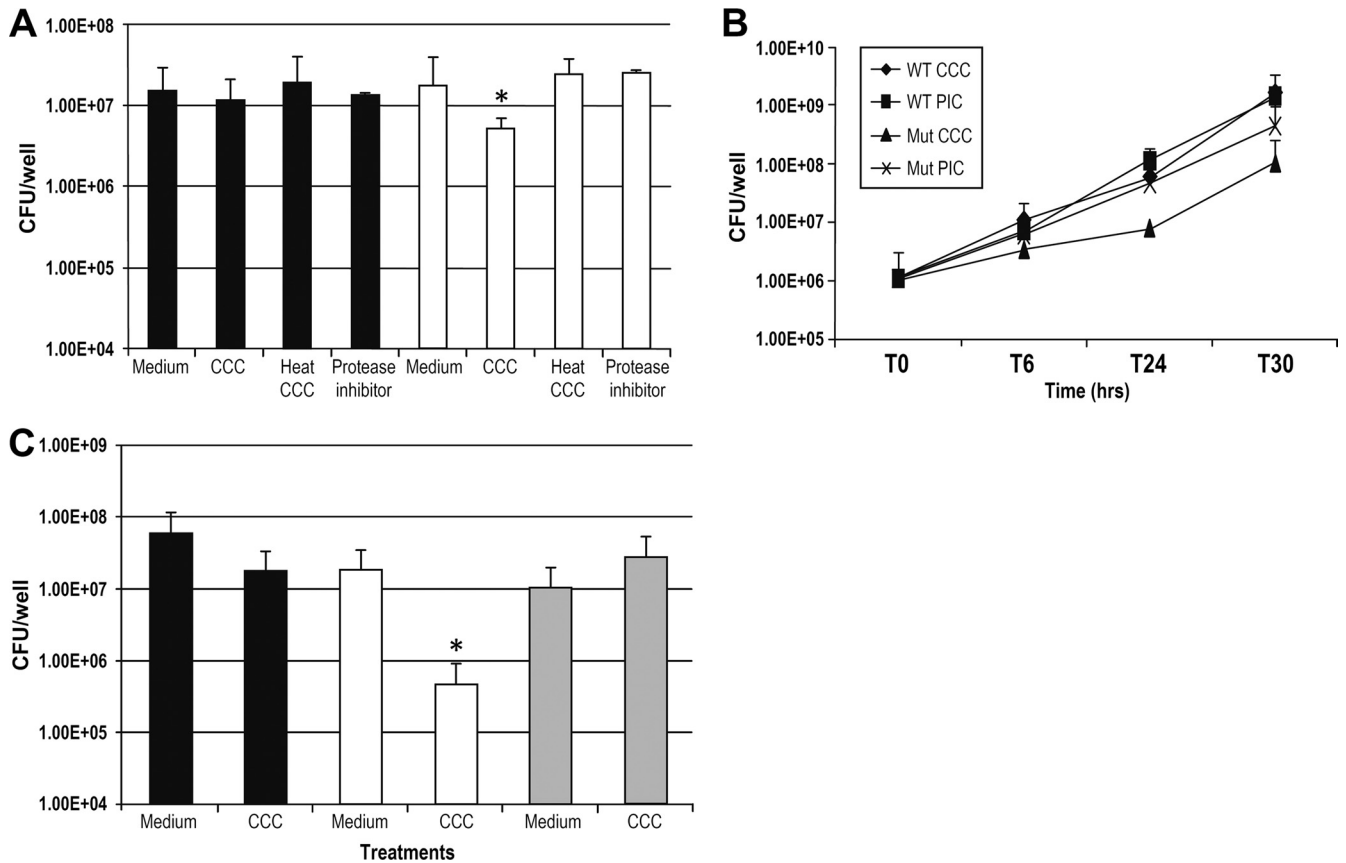 A
CFU/well
1.00E+08
1.00E+07
1.00E+06
1.00E+05
1.00E+04
*
Medium CCC Heat CCC Protease inhibitor Medium CCC Heat CCC Protease inhibitor
B
CFU/well
1.00E+10
1.00E+09
1.00E+08
1.00E+07
1.00E+06
1.00E+05
WT CCC
WT PIC
Mut CCC
Mut PIC
T0 T6 T24 T30
Time (hrs)
C
CFU/well
1.00E+09
1.00E+08
1.00E+07
1.00E+06
1.00E+05
1.00E+04
*
Medium CCC Medium CCC Medium CCC
Treatments